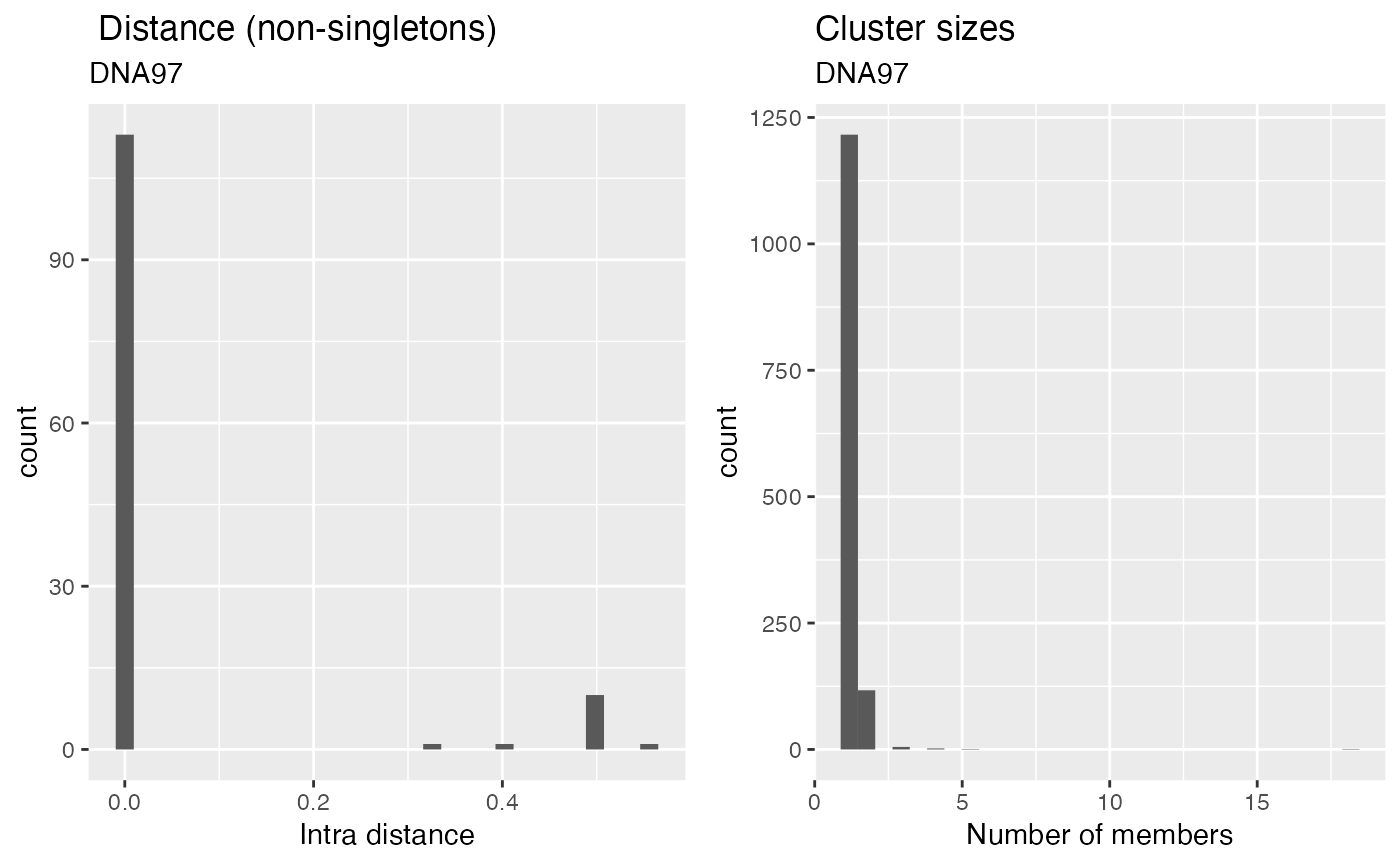 Distance (non-singletons)
DNA97
90
60
30
0
count
0.0 0.2 0.4
Intra distance
Cluster sizes
DNA97
1250
1000
750
500
250
0
count
0 5 10 15
Number of members